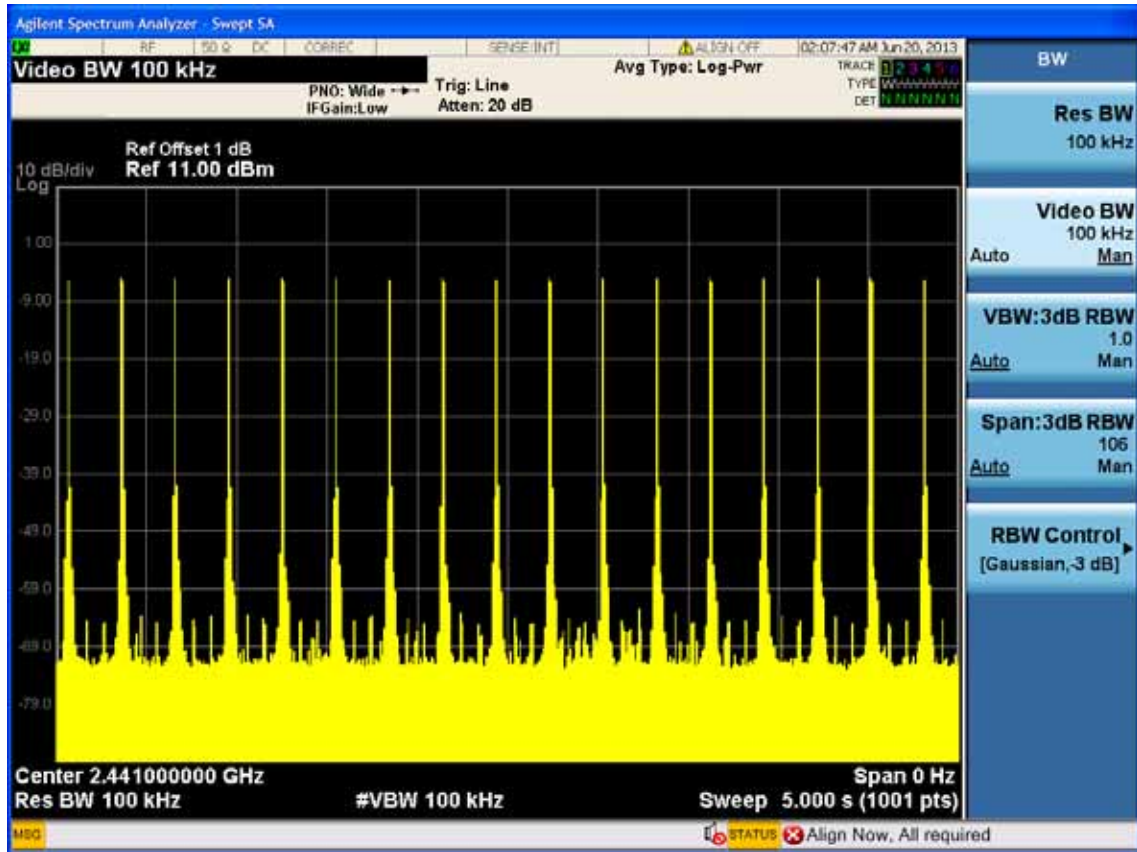 Agilent Spectrum Analyzer - Swept SA
RF 50 Ω DC CORREC SENSE:INT ALIGN OFF 02:07:47 AM Jun 20, 2013
Video BW 100 kHz
PNO: Wide
IFGain:Low
Trig: Line
Atten: 20 dB
Avg Type: Log-Pwr
TRACE 1 2 3 4 5 6
TYPE
DET N N N N N N
Ref Offset 1 dB
10 dB/div Ref 11.00 dBm
Log
1.00
-9.00
-19.0
-29.0
-39.0
-49.0
-59.0
-69.0
-79.0
Center 2.441000000 GHz Span 0 Hz
Res BW 100 kHz #VBW 100 kHz Sweep 5.000 s (1001 pts)
MSG STATUS Align Now, All required
BW
Res BW
100 kHz
Video BW
100 kHz
Auto Man
VBW:3dB RBW
1.0
Auto Man
Span:3dB RBW
106
Auto Man
RBW Control
[Gaussian,-3 dB]